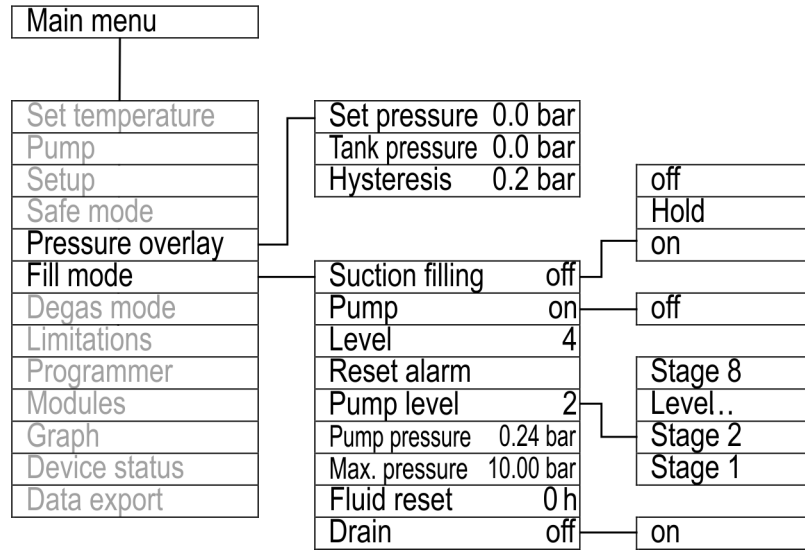 Main menu
Set temperature
Pump
Setup
Safe mode
Pressure overlay
Fill mode
Degas mode
Limitations
Programmer
Modules
Graph
Device status
Data export
Set pressure 0.0 bar
Tank pressure 0.0 bar
Hysteresis 0.2 bar
Suction filling off
Pump on
Level 4
Reset alarm
Pump level 2
Pump pressure 0.24 bar
Max. pressure 10.00 bar
Fluid reset 0 h
Drain off
off
Hold
on
off
Stage 8
Level...
Stage 2
Stage 1
on